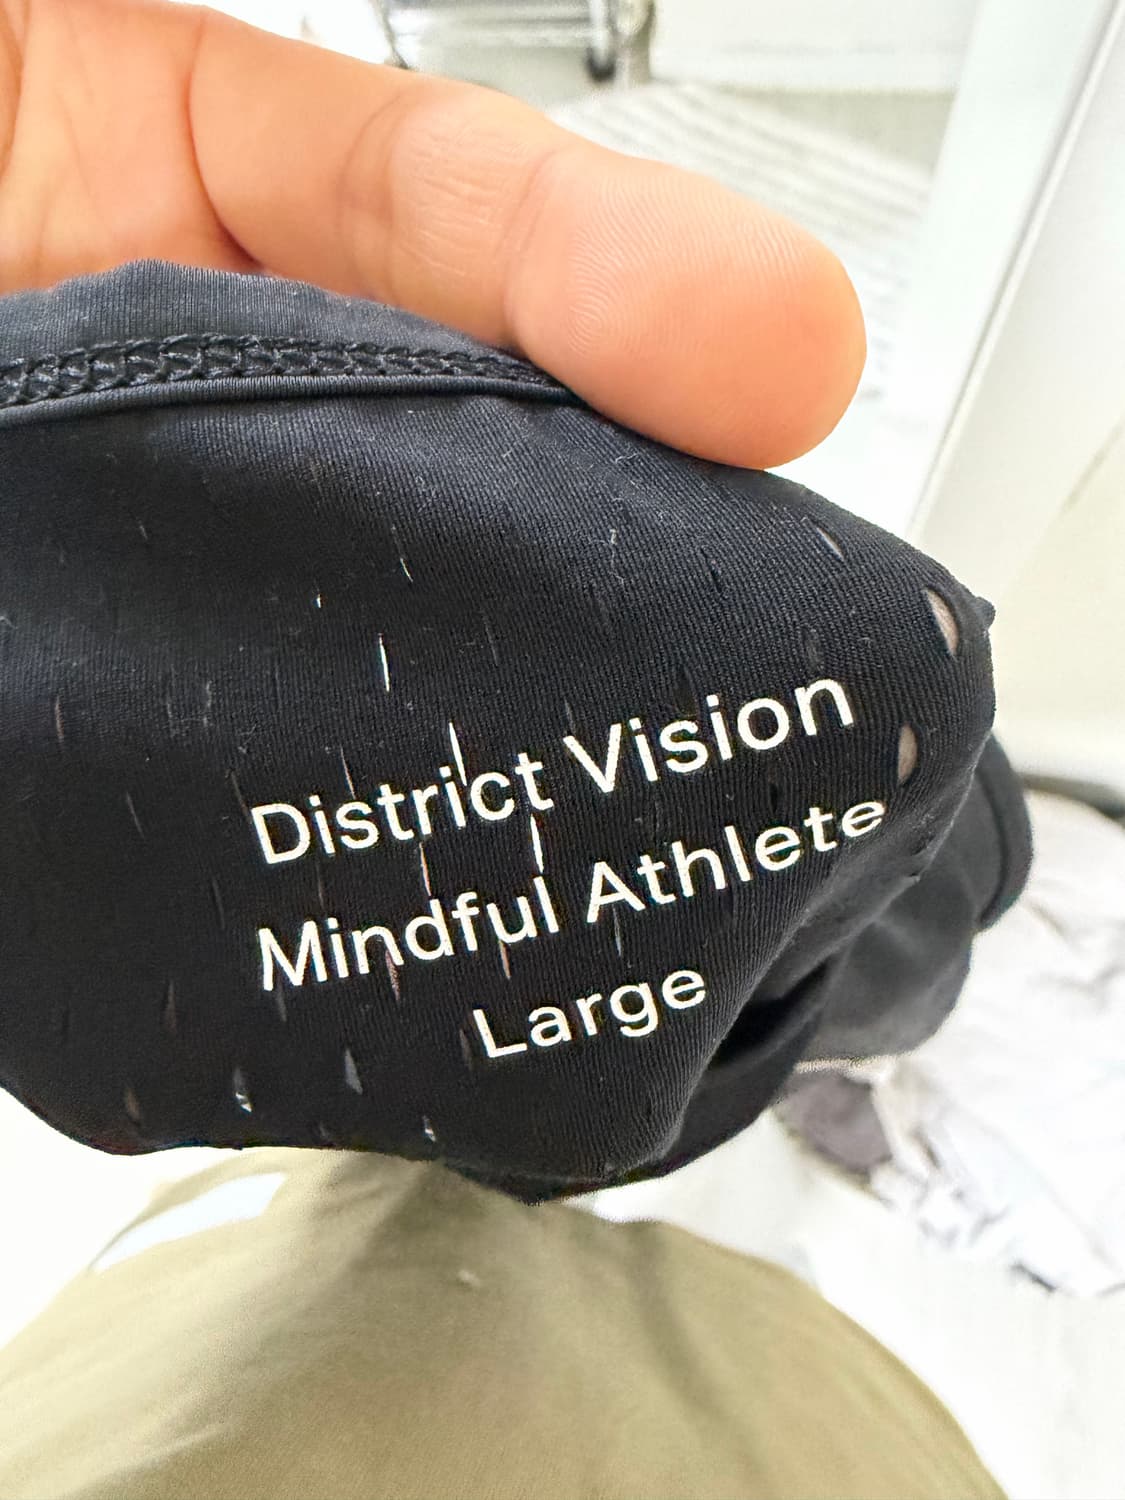 District Vision
Mindful Athlete
Large